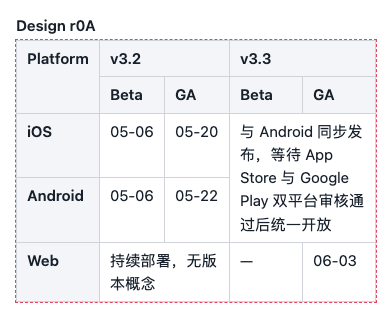 Design r0A
Platform v3.2 v3.3
Beta GA Beta GA
iOS 05-06 05-20 与 Android 同步发
布，等待 App
Store 与 Google
Play 双平台审核通
过后统一开放
Android 05-06 05-22
Web 持续部署，无版
本概念 — 06-03